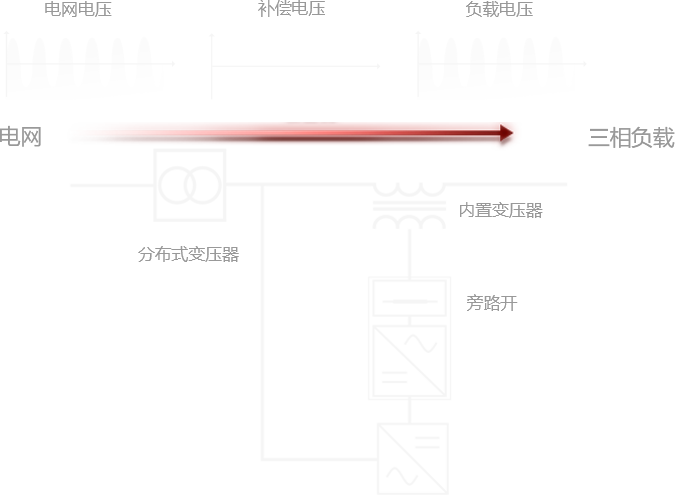 电网电压
补偿电压
负载电压
电网
三相负载
内置变压器
分布式变压器
旁路开